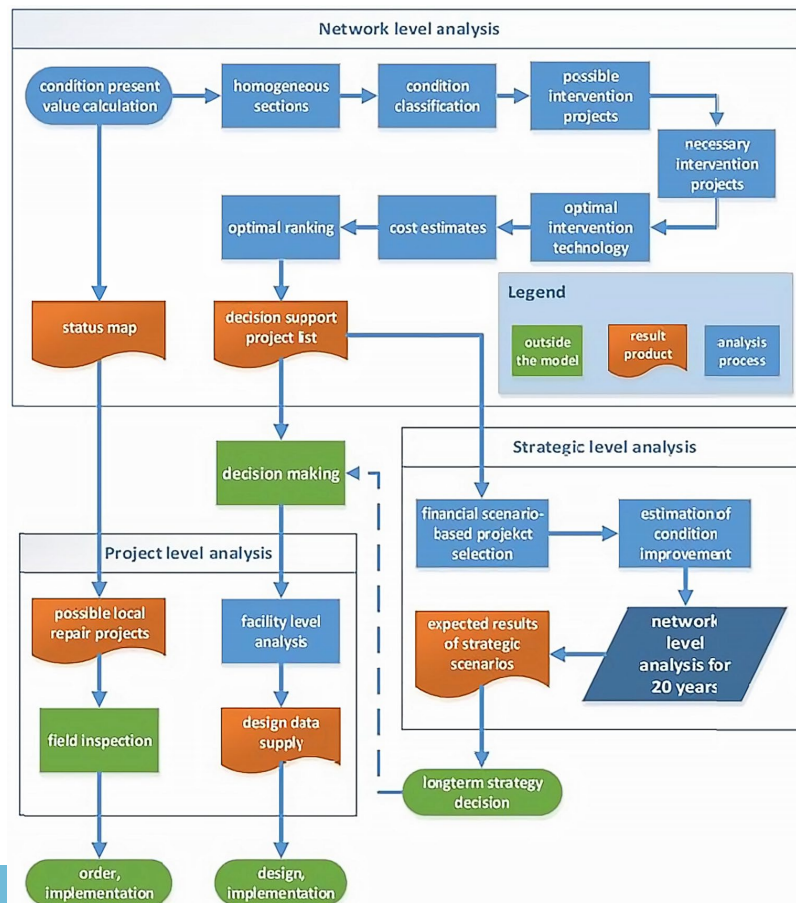 Network level analysis
condition present
value calculation
homogeneous
sections
condition
classification
possible
intervention
projects
necessary
intervention
projects
optimal ranking
cost estimates
optimal
intervention
technology
status map
decision support
project list
Legend
outside
the model
result
product
analysis
process
decision making
Strategic level analysis
financial scenario-
based projekct
selection
estimation of
condition
improvement
Project level analysis
possible local
repair projects
facility level
analysis
expected results
of strategic
scenarios
network
level
analysis for
20 years
field inspection
design data
supply
longterm strategy
decision
order,
implementation
design,
implementation